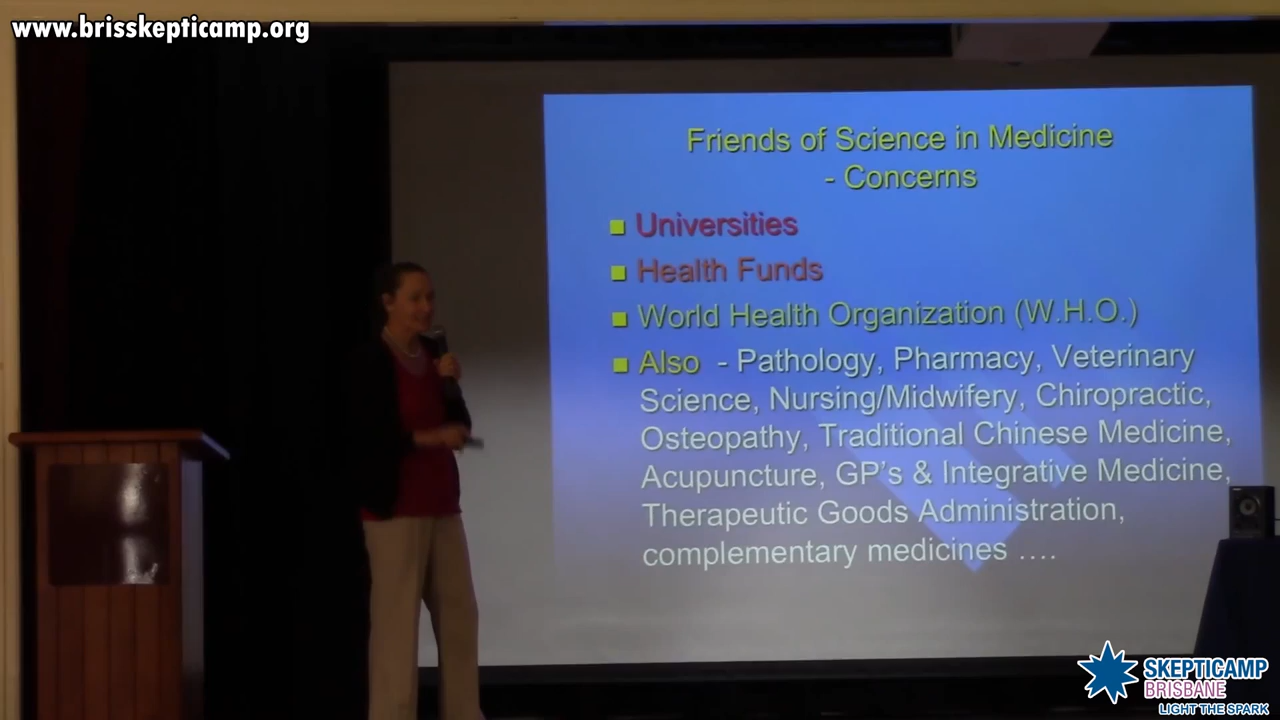 www.brisskepticamp.org
Friends of Science in Medicine
- Concerns
Universities
Health Funds
World Health Organization (W.H.O.)
Also - Pathology, Pharmacy, Veterinary
Science, Nursing/Midwifery, Chiropractic,
Osteopathy, Traditional Chinese Medicine,
Acupuncture, GP's & Integrative Medicine,
Therapeutic Goods Administration,
complementary medicines ....
SKEPTICAMP
BRISBANE
LIGHT THE SPARK